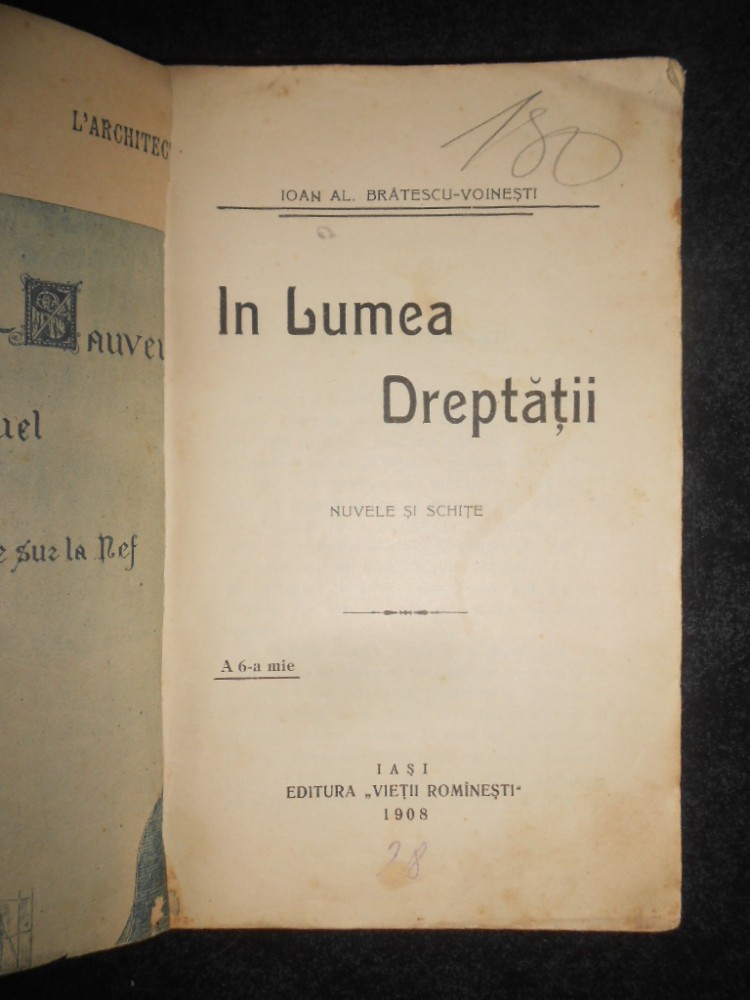 L'ARCHITEC
AUVEU
uel
e sur la Nef
180
IOAN AL. BRĂTESCU-VOINEȘTI
In Lumea
Dreptății
NUVELE ȘI SCHIȚE
A 6-a mie
IAȘI
EDITURA „VIEȚII ROMÎNEȘTI“
1908
28